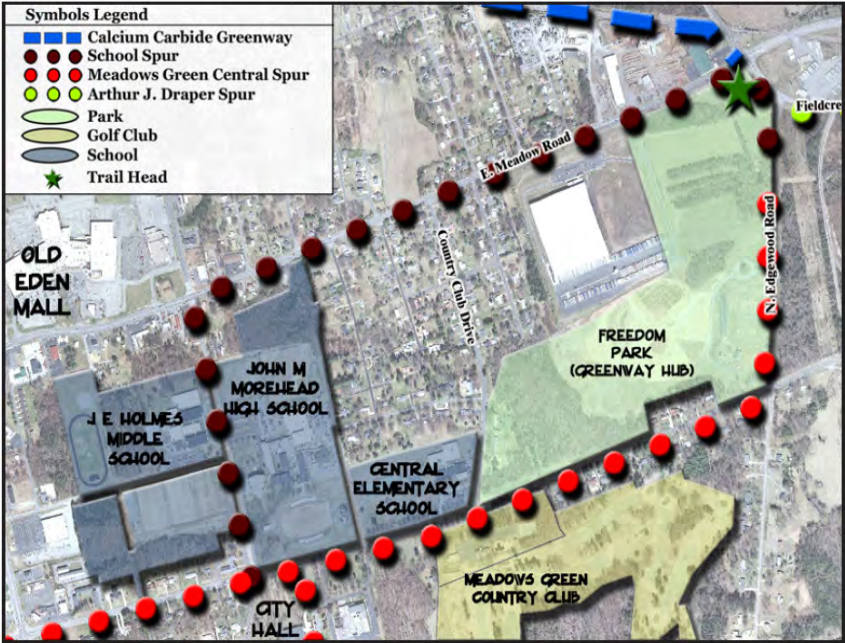 Symbols Legend
Calcium Carbide Greenway
School Spur
Meadows Green Central Spur
Arthur J. Draper Spur
Park
Golf Club
School
Trail Head
Fieldcre
E. Meadow Road
N. Edgewood Road
Country Club Drive
OLD
EDEN
MALL
FREEDOM
PARK
(GREENWAY HUB)
JOHN M
MOREHEAD
HIGH SCHOOL
J E HOLMES
MIDDLE
SCHOOL
CENTRAL
ELEMENTARY
SCHOOL
MEADOWS GREEN
COUNTRY CLUB
CITY
HALL